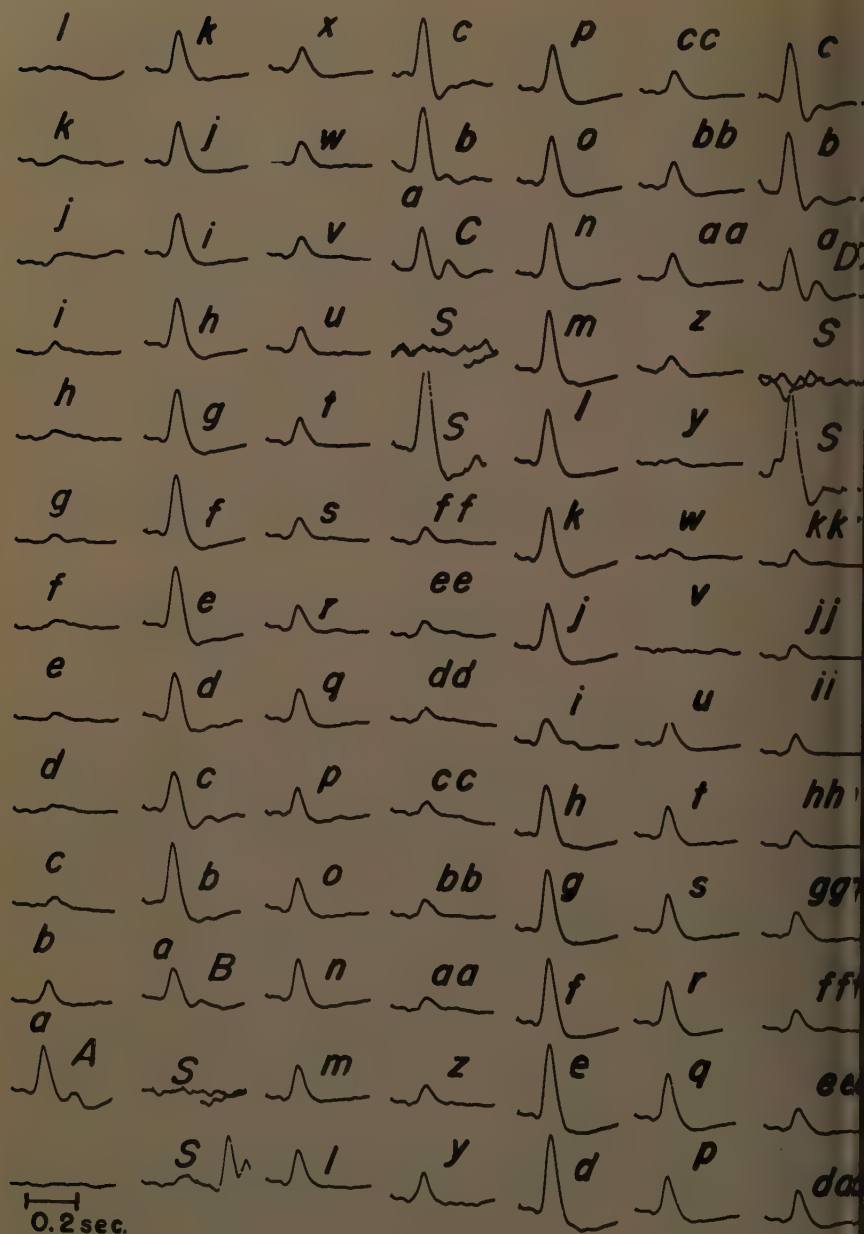 l k x c p cc c
k j w b o bb b
j i v a C n aa a D
i h u S m z S
h g t S l y S
g f s ff k w kk
f e r ee j v jj
e d q dd i u ii
d c p cc h t hh
c b o bb g s gg
b a B n aa f r ff
a A S m z e q ee
S l y d p dd
0.2 sec.